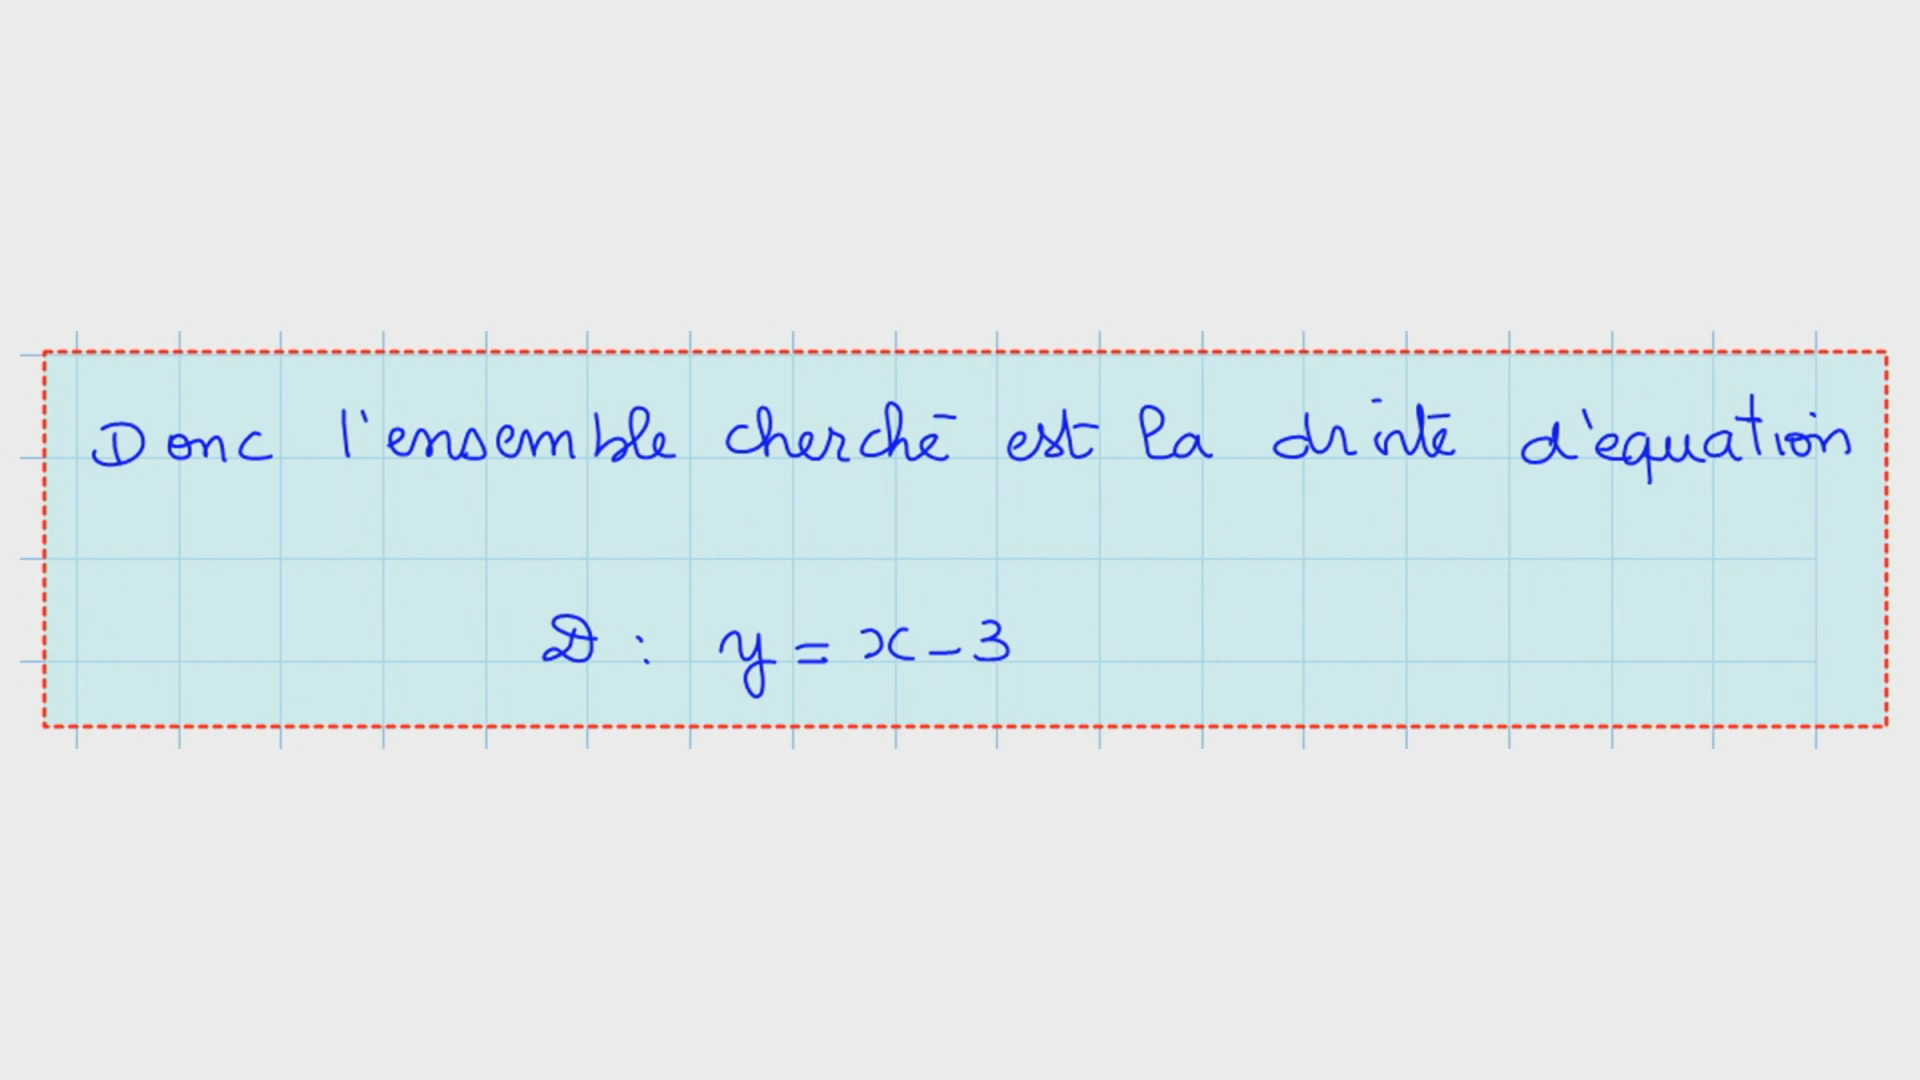 Donc l'ensemble cherché est la droite d'equation
D : y = x - 3